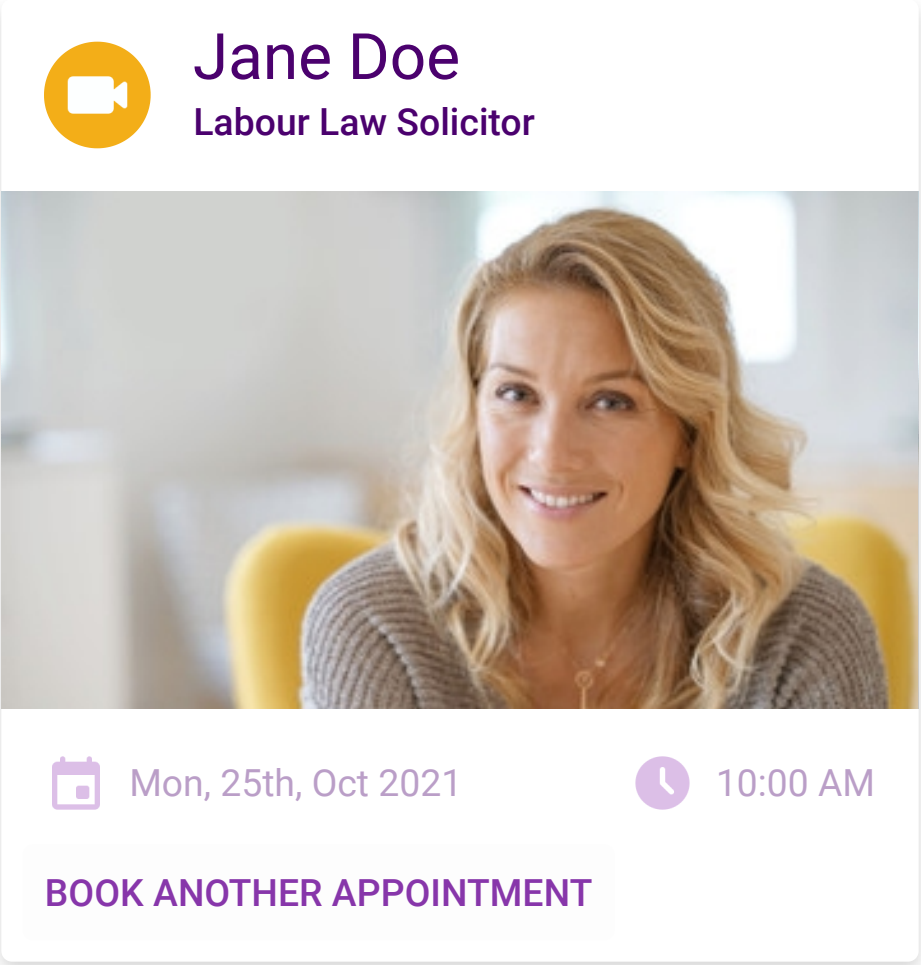 Jane Doe
Labour Law Solicitor
Mon, 25th, Oct 2021
10:00 AM
BOOK ANOTHER APPOINTMENT